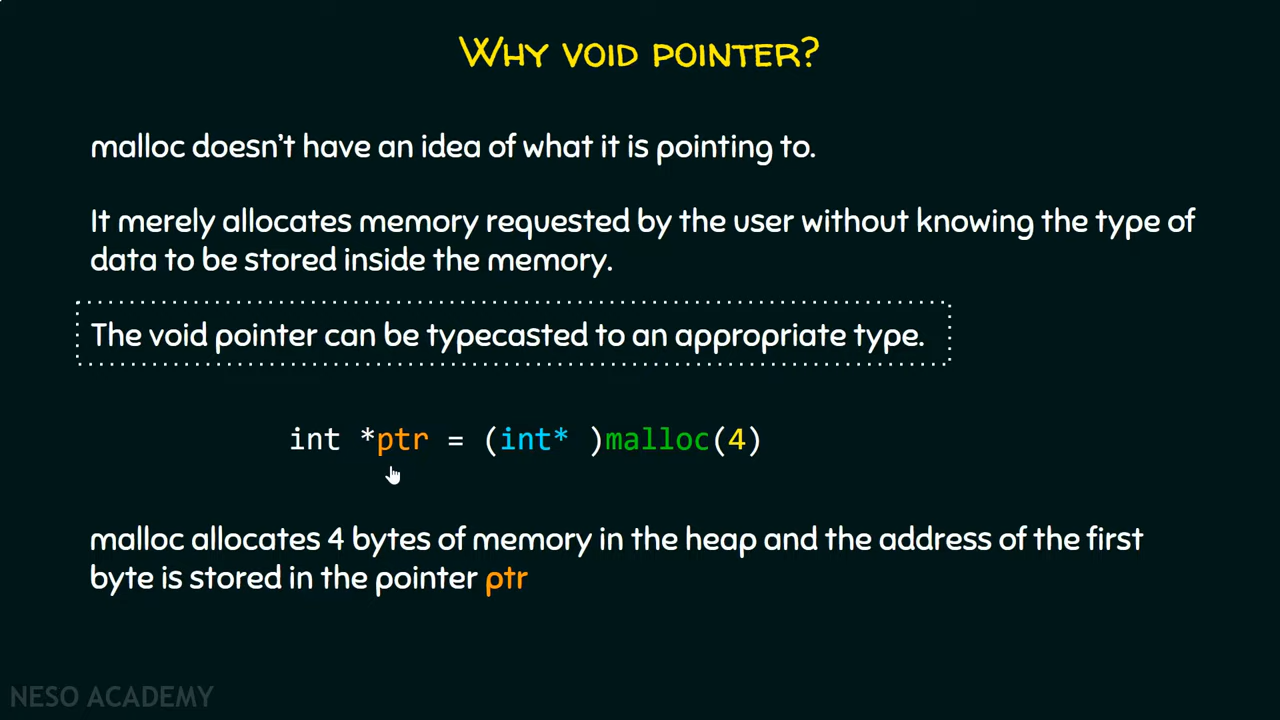 WHY VOID POINTER?
malloc doesn't have an idea of what it is pointing to.
It merely allocates memory requested by the user without knowing the type of
data to be stored inside the memory.
The void pointer can be typecasted to an appropriate type.
int *ptr = (int* )malloc(4)
malloc allocates 4 bytes of memory in the heap and the address of the first
byte is stored in the pointer ptr
NESO ACADEMY